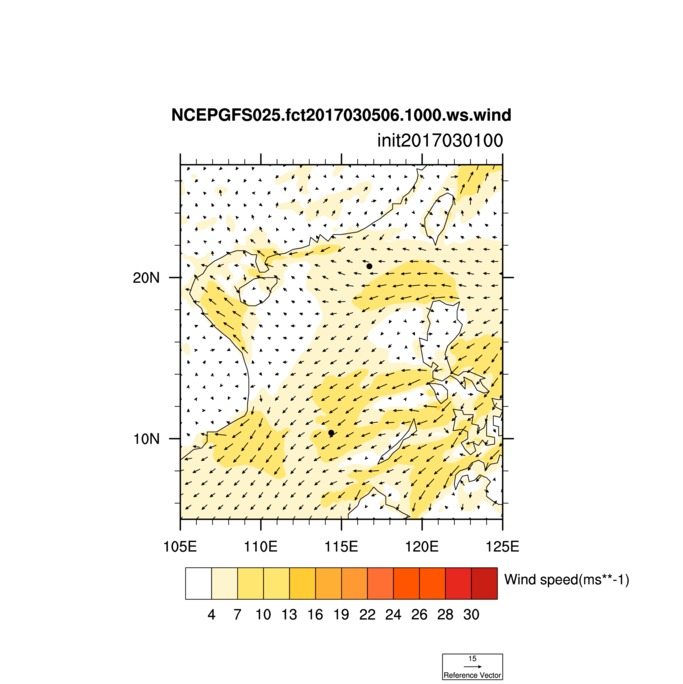 NCEPGFS025.fct2017030506.1000.ws.wind
init2017030100
20N
10N
105E 110E 115E 120E 125E
Wind speed(ms**-1)
4 7 10 13 16 19 22 24 26 28 30
15
Reference Vector